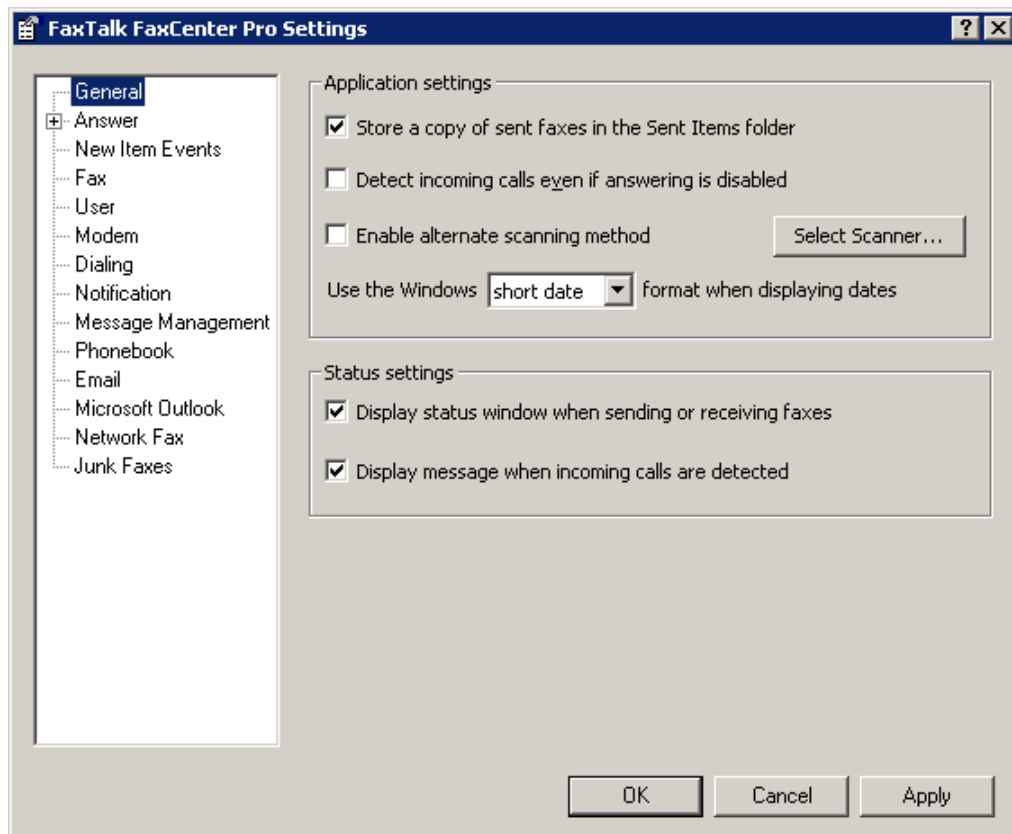 FaxTalk FaxCenter Pro Settings
General
Answer
New Item Events
Fax
User
Modem
Dialing
Notification
Message Management
Phonebook
Email
Microsoft Outlook
Network Fax
Junk Faxes
Application settings
Store a copy of sent faxes in the Sent Items folder
Detect incoming calls even if answering is disabled
Enable alternate scanning method Select Scanner...
Use the Windows short date format when displaying dates
Status settings
Display status window when sending or receiving faxes
Display message when incoming calls are detected
OK Cancel Apply